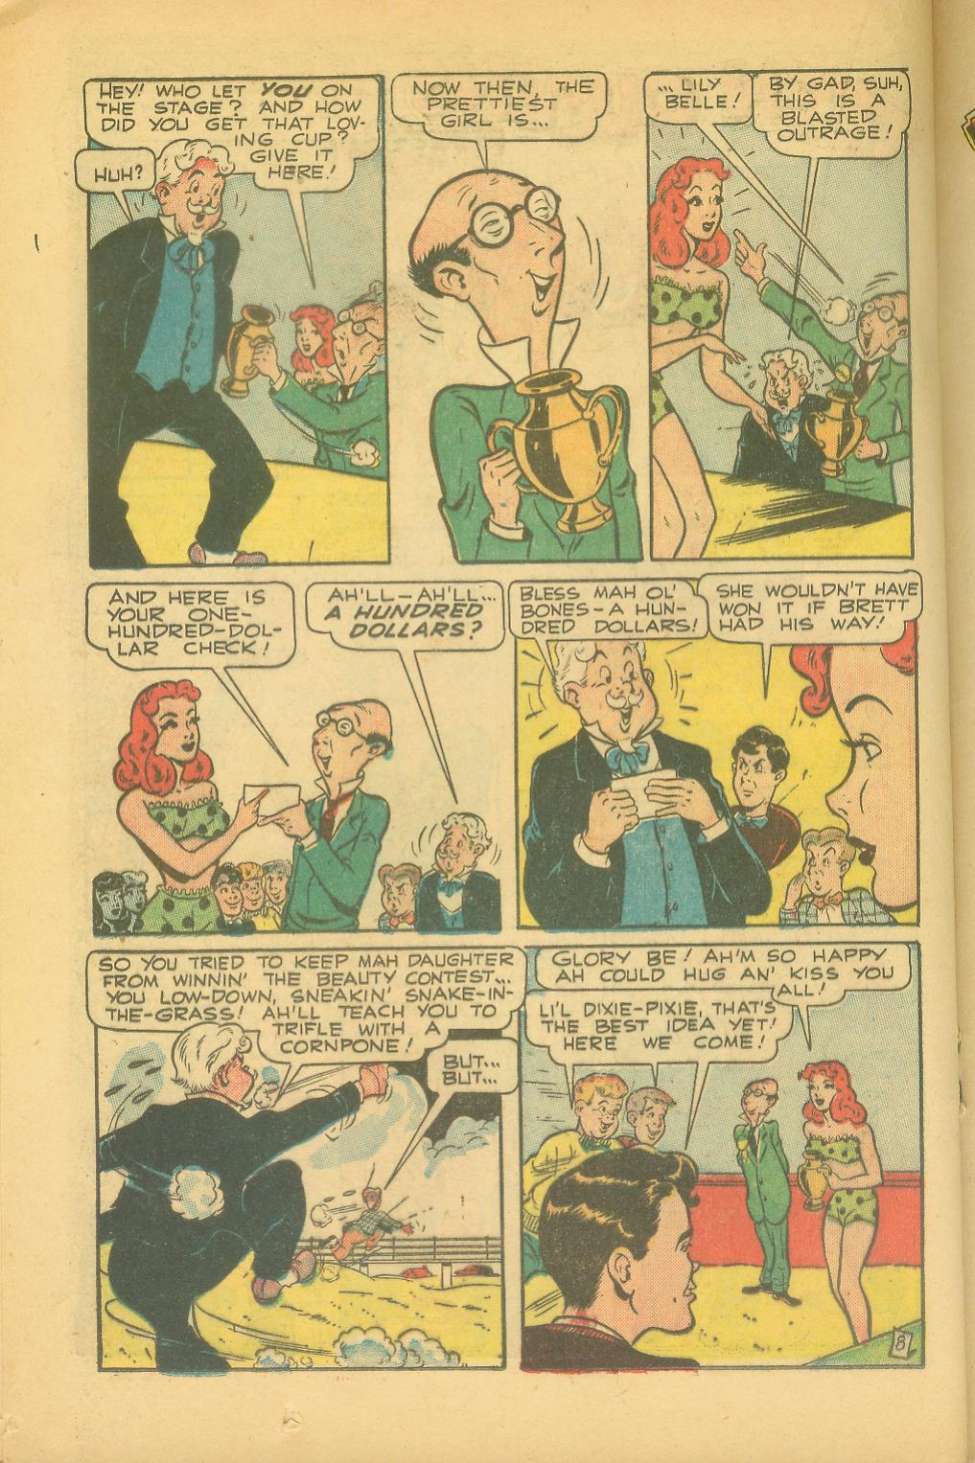 HEY! WHO LET YOU ON
THE STAGE? AND HOW
DID YOU GET THAT LOV-
ING CUP?
GIVE IT
HERE!
HUH?
NOW THEN, THE
PRETTIEST
GIRL IS...
...LILY
BELLE!
BY GAD, SUH,
THIS IS A
BLASTED
OUTRAGE!
AND HERE IS
YOUR ONE-
HUNDRED-DOL-
LAR CHECK!
AH'LL-AH'LL...
A HUNDRED
DOLLARS?
BLESS MAH OL'
BONES-A HUN-
DRED DOLLARS!
SHE WOULDN'T HAVE
WON IT IF BRETT
HAD HIS WAY!
SO YOU TRIED TO KEEP MAH DAUGHTER
FROM WINNIN' THE BEAUTY CONTEST...
YOU LOW-DOWN, SNEAKIN' SNAKE-IN-
THE-GRASS! AH'LL TEACH YOU TO
TRIFLE WITH A
CORNPONE!
BUT...
BUT...
GLORY BE! AH'M SO HAPPY
AH COULD HUG AN' KISS YOU
ALL!
LI'L DIXIE-PIXIE, THAT'S
THE BEST IDEA YET!
HERE WE COME!
8